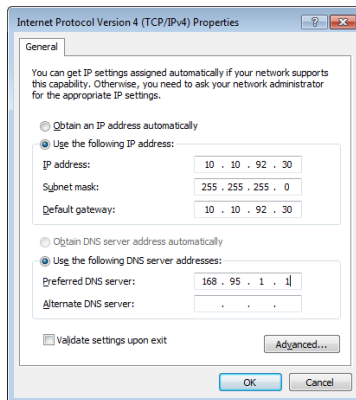 Internet Protocol Version 4 (TCP/IPv4) Properties
General
You can get IP settings assigned automatically if your network supports
this capability. Otherwise, you need to ask your network administrator
for the appropriate IP settings.
Obtain an IP address automatically
Use the following IP address:
IP address: 10 . 10 . 92 . 30
Subnet mask: 255 . 255 . 255 . 0
Default gateway: 10 . 10 . 92 . 30
Obtain DNS server address automatically
Use the following DNS server addresses:
Preferred DNS server: 168 . 95 . 1 . 1
Alternate DNS server: . . .
Validate settings upon exit
Advanced...
OK Cancel